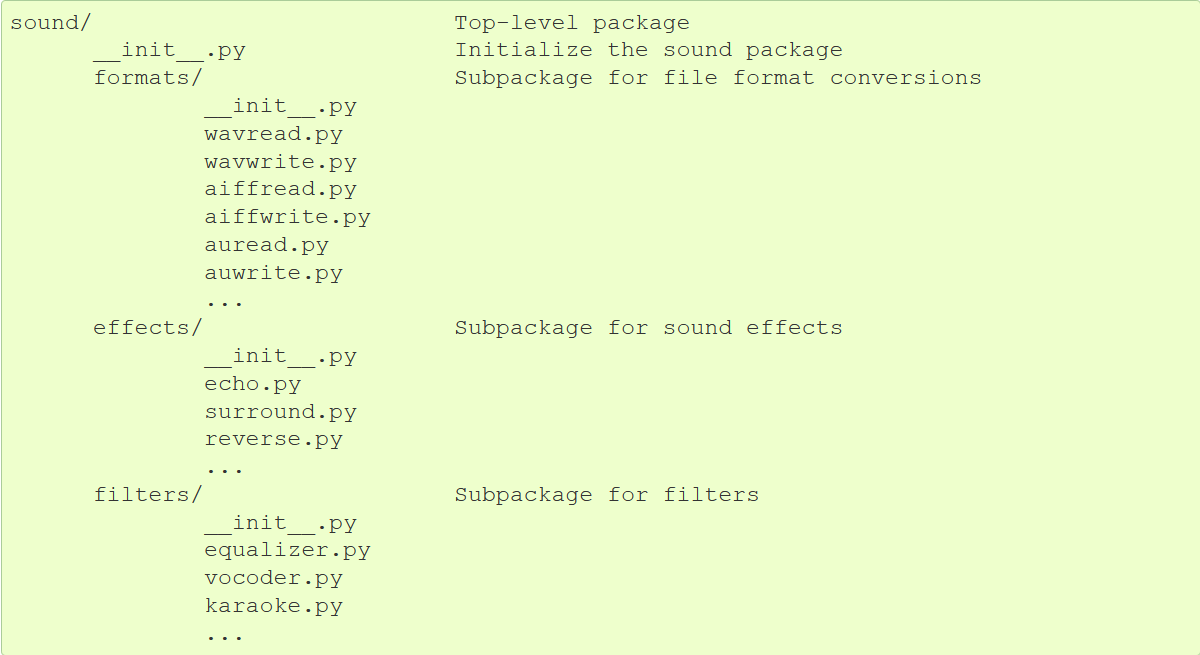 sound/                          Top-level package
      __init__.py               Initialize the sound package
      formats/                  Subpackage for file format conversions
              __init__.py
              wavread.py
              wavwrite.py
              aiffread.py
              aiffwrite.py
              auread.py
              auwrite.py
              ...
      effects/                  Subpackage for sound effects
              __init__.py
              echo.py
              surround.py
              reverse.py
              ...
      filters/                  Subpackage for filters
              __init__.py
              equalizer.py
              vocoder.py
              karaoke.py
              ...